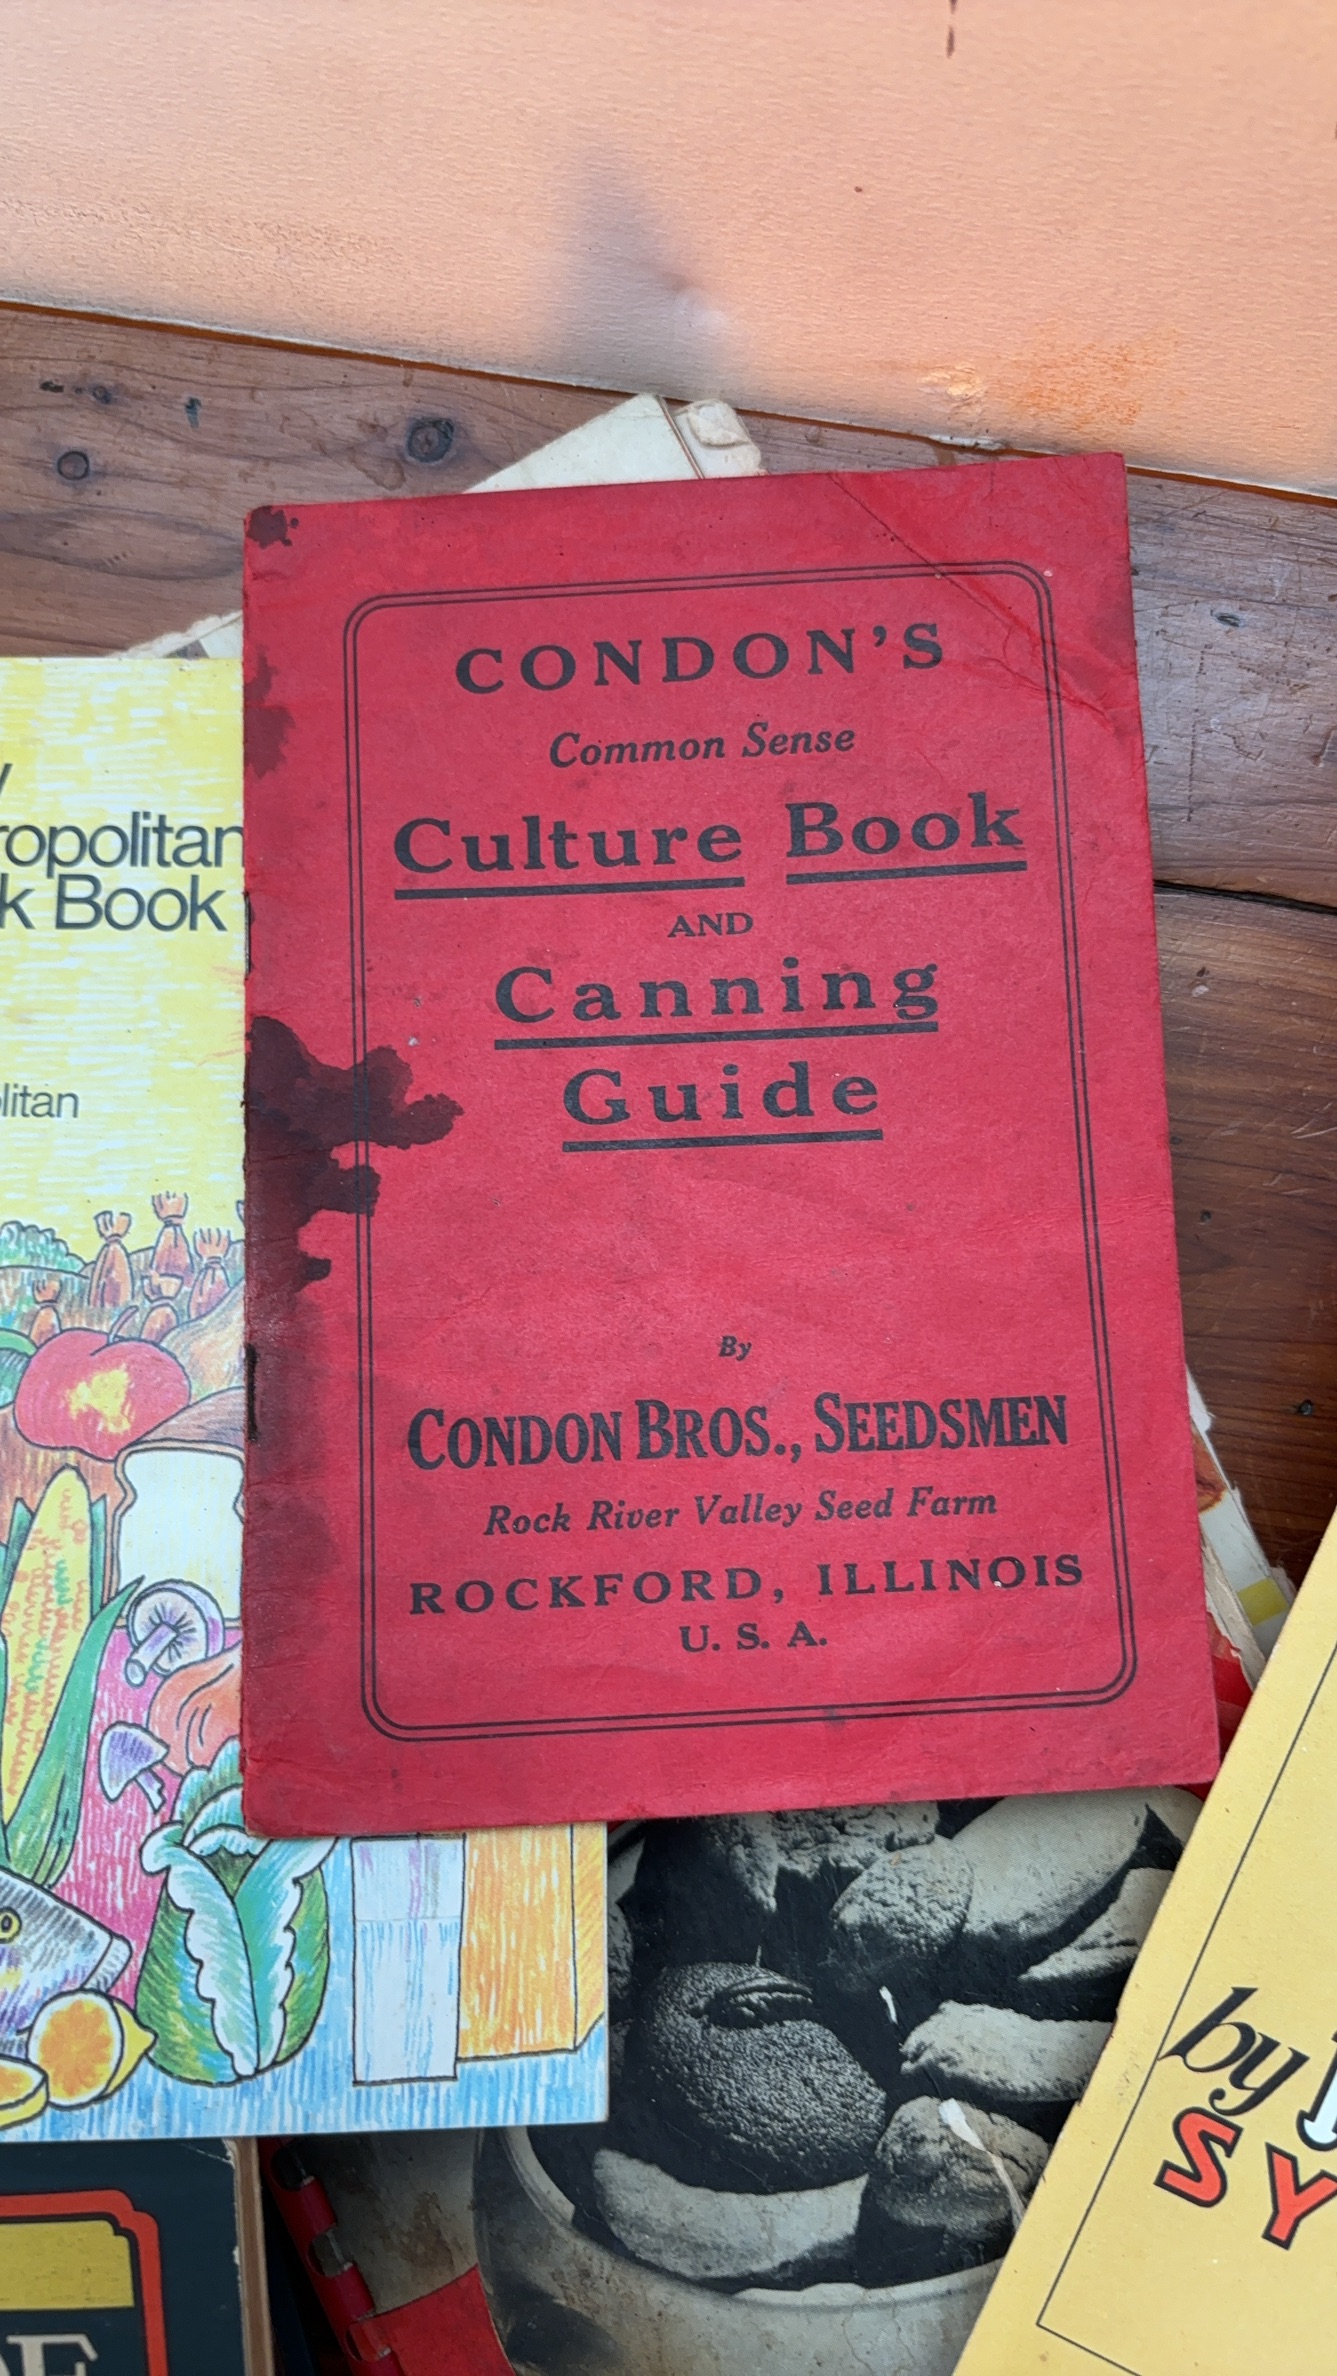 CONDON'S
Common Sense
Culture Book
AND
Canning
Guide
By
CONDON BROS., SEEDSMEN
Rock River Valley Seed Farm
ROCKFORD, ILLINOIS
U. S. A.
Book
by